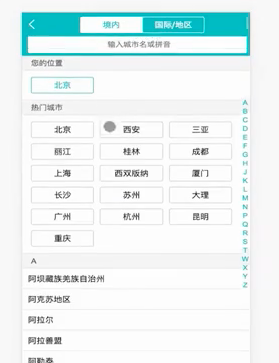 境内 国际/地区
输入城市名或拼音
您的位置
北京
热门城市
北京 西安 三亚
丽江 桂林 成都
上海 西双版纳 厦门
长沙 苏州 大理
广州 杭州 昆明
重庆
A
阿坝藏族羌族自治州
阿克苏地区
阿拉尔
阿拉善盟
阿勒泰
A
B
C
D
E
F
G
H
J
K
L
M
N
P
Q
R
S
T
W
X
Y
Z